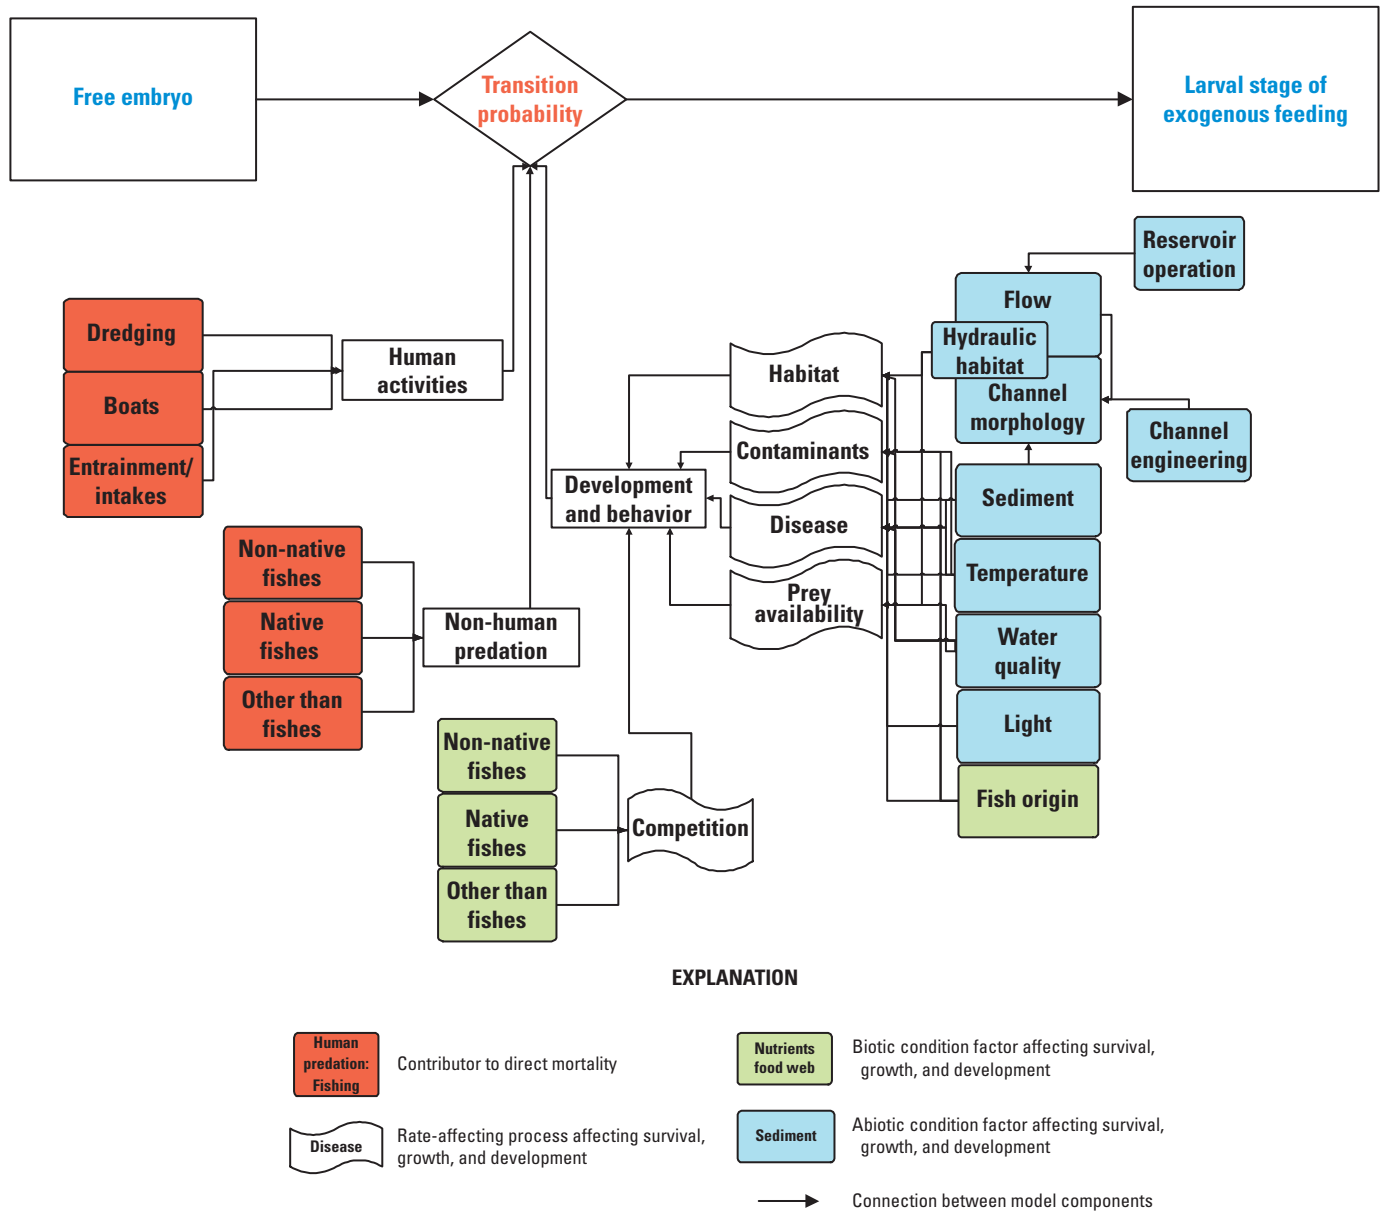 Free embryo
Transition
probability
Larval stage of
exogenous feeding
Reservoir
operation
Flow
Hydraulic
habitat
Channel
morphology
Channel
engineering
Dredging
Boats
Entrainment/
intakes
Human
activities
Habitat
Contaminants
Disease
Prey
availability
Development
and behavior
Sediment
Temperature
Water
quality
Light
Fish origin
Non-native
fishes
Native
fishes
Other than
fishes
Non-human
predation
Non-native
fishes
Native
fishes
Other than
fishes
Competition
EXPLANATION
Human
predation:
Fishing
Contributor to direct mortality
Disease
Rate-affecting process affecting survival,
growth, and development
Nutrients
food web
Biotic condition factor affecting survival,
growth, and development
Sediment
Abiotic condition factor affecting survival,
growth, and development
Connection between model components